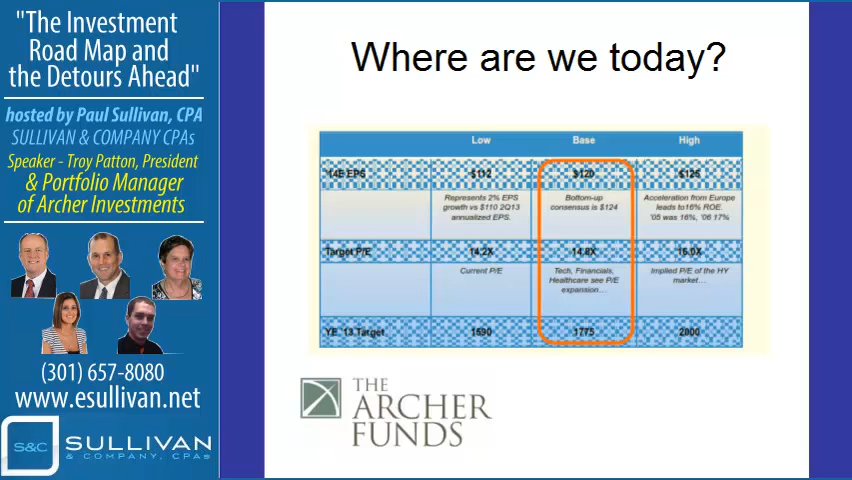 "The Investment
Road Map and
the Detours Ahead"
hosted by Paul Sullivan, CPA
SULLIVAN & COMPANY CPAs
Speaker - Troy Patton, President
& Portfolio Manager
of Archer Investments
(301) 657-8080
www.esullivan.net
S&C SULLIVAN
& COMPANY, CPAs
Where are we today?
Low Base High
'14E EPS $112 $120 $125
Represents 2% EPS
growth vs $110 2Q13
annualized EPS.
Bottom-up
consensus is $124
Acceleration from Europe
leads to16% ROE.
'05 was 16%, '06 17%
Target P/E 14.2X 14.8X 16.0X
Current P/E
Tech, Financials,
Healthcare see P/E
expansion…
Implied P/E of the HY
market…
YE '13 Target 1590 1775 2000
THE
ARCHER
FUNDS